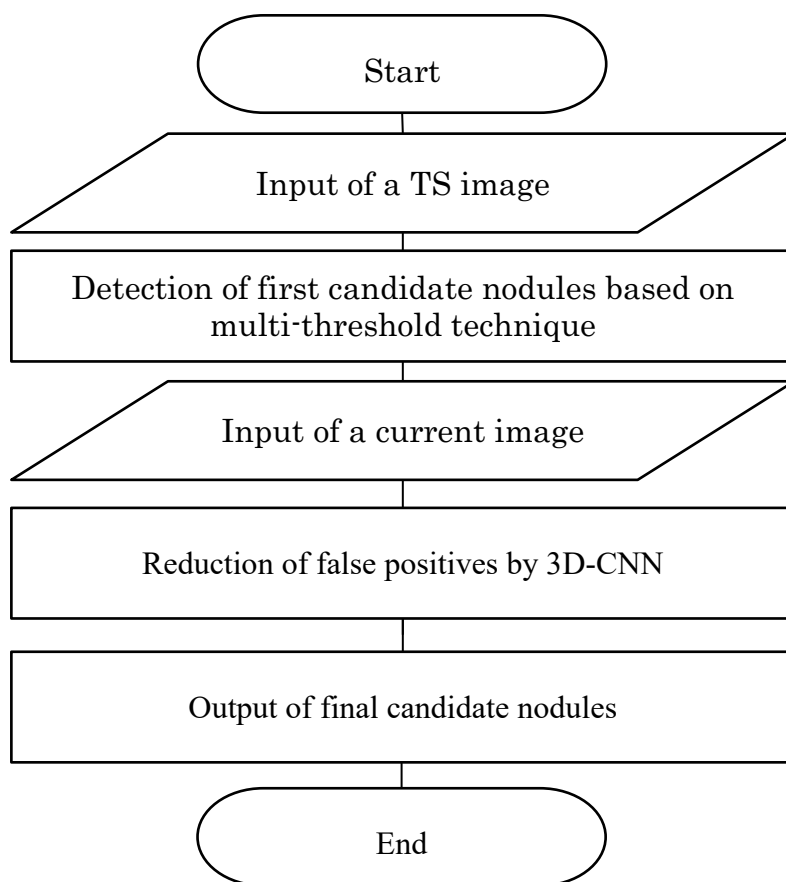 Start
Input of a TS image
Detection of first candidate nodules based on
multi-threshold technique
Input of a current image
Reduction of false positives by 3D-CNN
Output of final candidate nodules
End